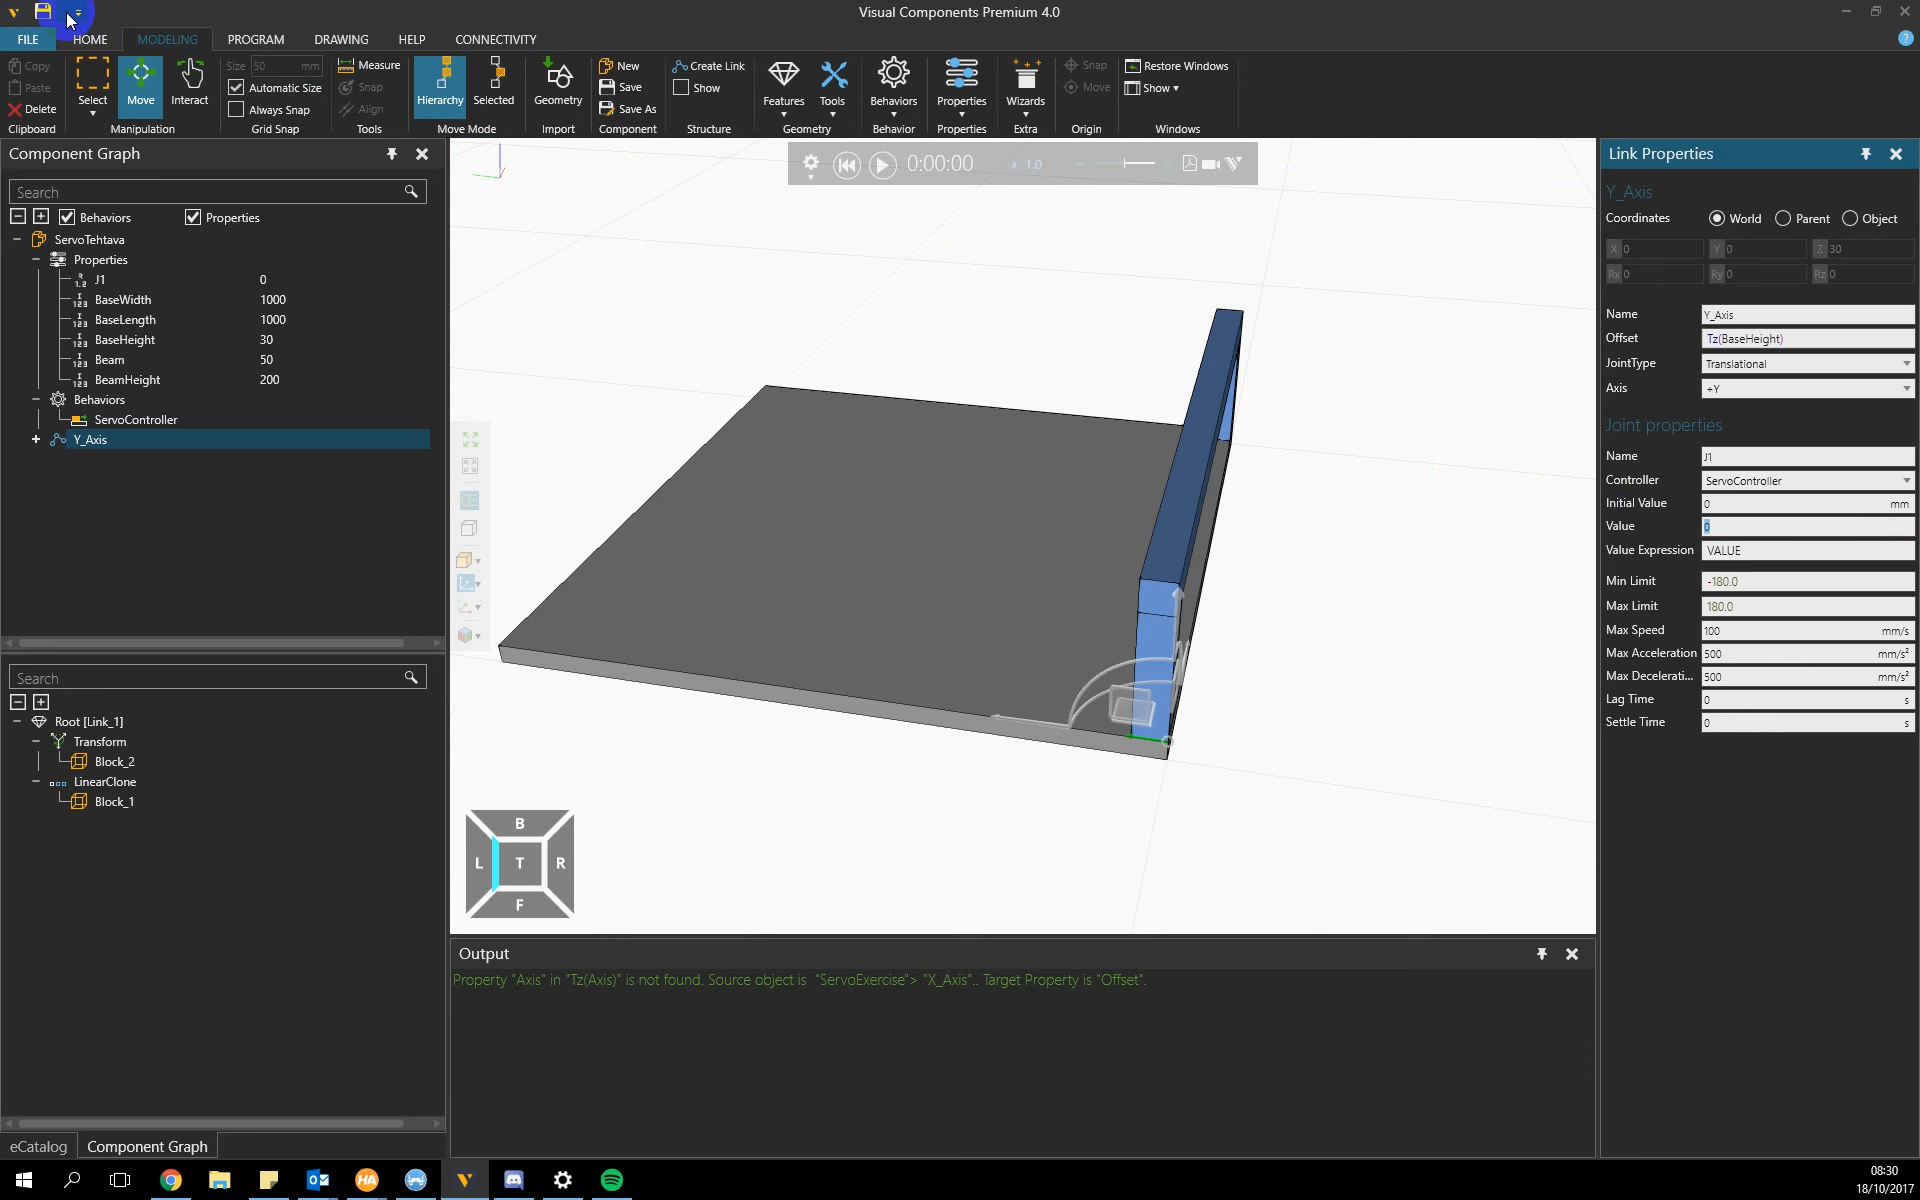 Visual Components Premium 4.0
FILE HOME MODELING PROGRAM DRAWING HELP CONNECTIVITY
Copy
Paste
Delete
Clipboard
Select
Move
Interact
Manipulation
Size 50 mm
Automatic Size
Always Snap
Grid Snap
Measure
Snap
Align
Tools
Hierarchy
Selected
Move Mode
Geometry
Import
New
Save
Save As
Component
Create Link
Show
Structure
Features
Tools
Geometry
Behaviors
Behavior
Properties
Properties
Wizards
Extra
Snap
Move
Origin
Restore Windows
Show
Windows
Component Graph
Search
Behaviors Properties
ServoTehtava
Properties
J1 0
BaseWidth 1000
BaseLength 1000
BaseHeight 30
Beam 50
BeamHeight 200
Behaviors
ServoController
Y_Axis
Search
Root [Link_1]
Transform
Block_2
LinearClone
Block_1
eCatalog Component Graph
0:00:00 x 1.0
B
L T R
F
Output
Property "Axis" in "Tz(Axis)" is not found. Source object is "ServoExercise"> "X_Axis".. Target Property is "Offset".
Link Properties
Y_Axis
Coordinates World Parent Object
X 0 Y 0 Z 30
Rx 0 Ry 0 Rz 0
Name Y_Axis
Offset Tz(BaseHeight)
JointType Translational
Axis +Y
Joint properties
Name J1
Controller ServoController
Initial Value 0 mm
Value 0
Value Expression VALUE
Min Limit -180.0
Max Limit 180.0
Max Speed 100 mm/s
Max Acceleration 500 mm/s²
Max Decelerati... 500 mm/s²
Lag Time 0 s
Settle Time 0 s
08:30
18/10/2017